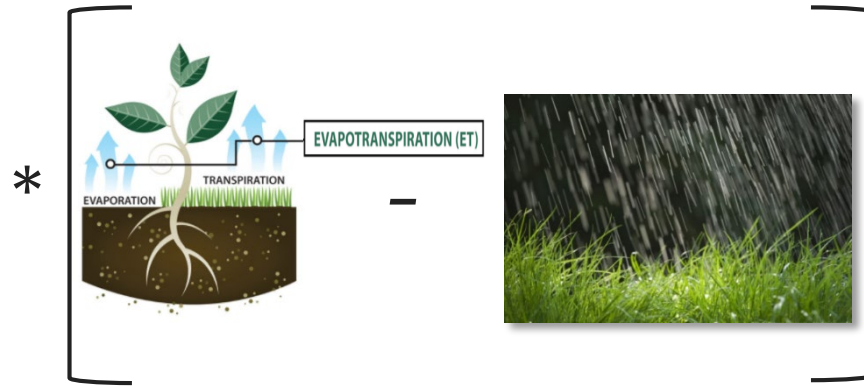 EVAPOTRANSPIRATION (ET)
TRANSPIRATION
*
EVAPORATION
-